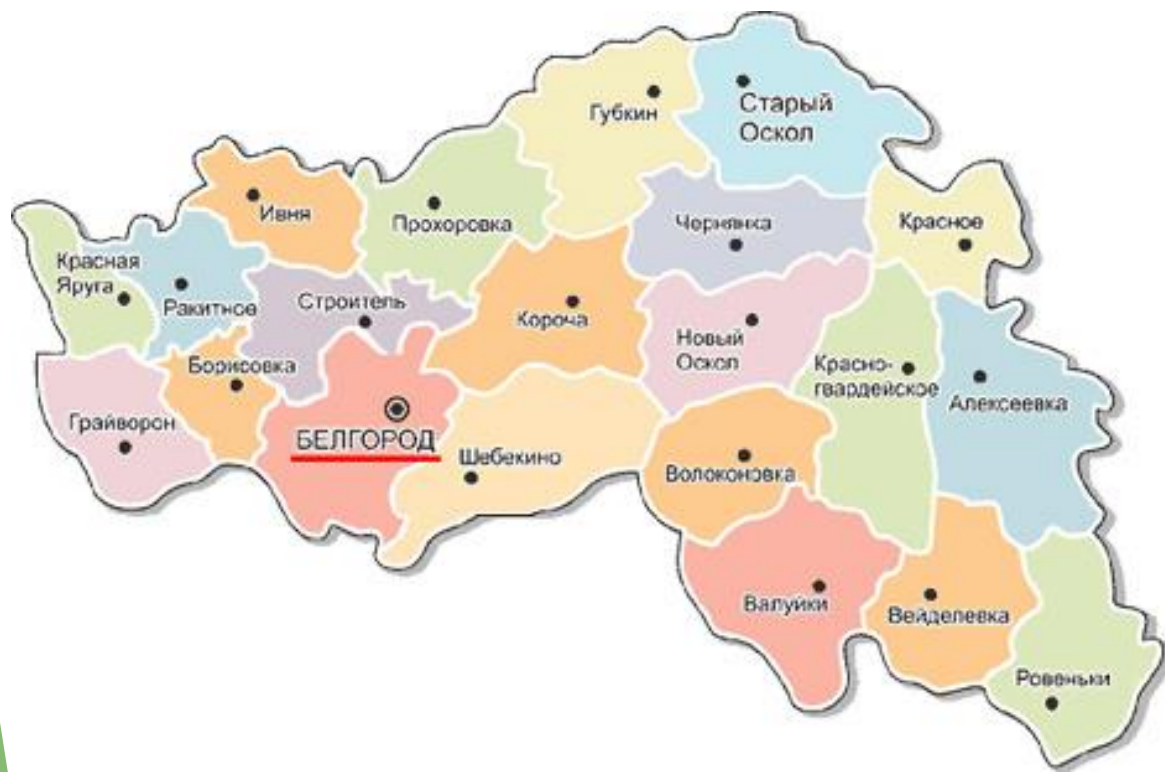 Губкин
Старый
Оскол
Ивня
Прохоровка
Чернянка
Красное
Красная
Яруга
Ракитное
Строитель
Короча
Новый
Оскол
Борисовка
Красно-
гвардейское
Алексеевка
Грайворон
БЕЛГОРОД
Шебекино
Волоконовка
Валуйки
Вейделевка
Ровеньки